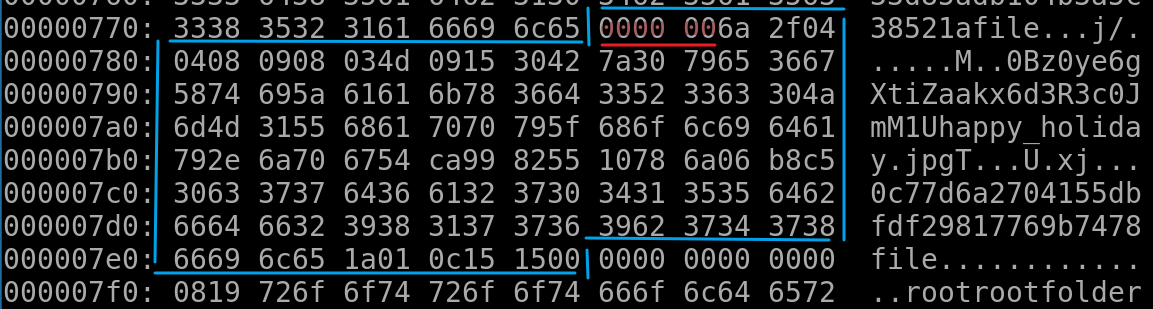 00000770: 3338 3532 3161 6669 6c65 0000 006a 2f04 38521afile...j/.
00000780: 0408 0908 034d 0915 3042 7a30 7965 3667 .....M..0Bz0ye6g
00000790: 5874 695a 6161 6b78 3664 3352 3363 304a XtiZaakx6d3R3c0J
000007a0: 6d4d 3155 6861 7070 795f 686f 6c69 6461 mM1Uhappy_holida
000007b0: 792e 6a70 6754 ca99 8255 1078 6a06 b8c5 y.jpgT...U.xj...
000007c0: 3063 3737 6436 6132 3730 3431 3535 6462 0c77d6a2704155db
000007d0: 6664 6632 3938 3137 3736 3962 3734 3738 fdf29817769b7478
000007e0: 6669 6c65 1a01 0c15 1500 0000 0000 0000 file............
000007f0: 0819 726f 6f74 726f 6f74 666f 6c64 6572 ..rootrootfolder